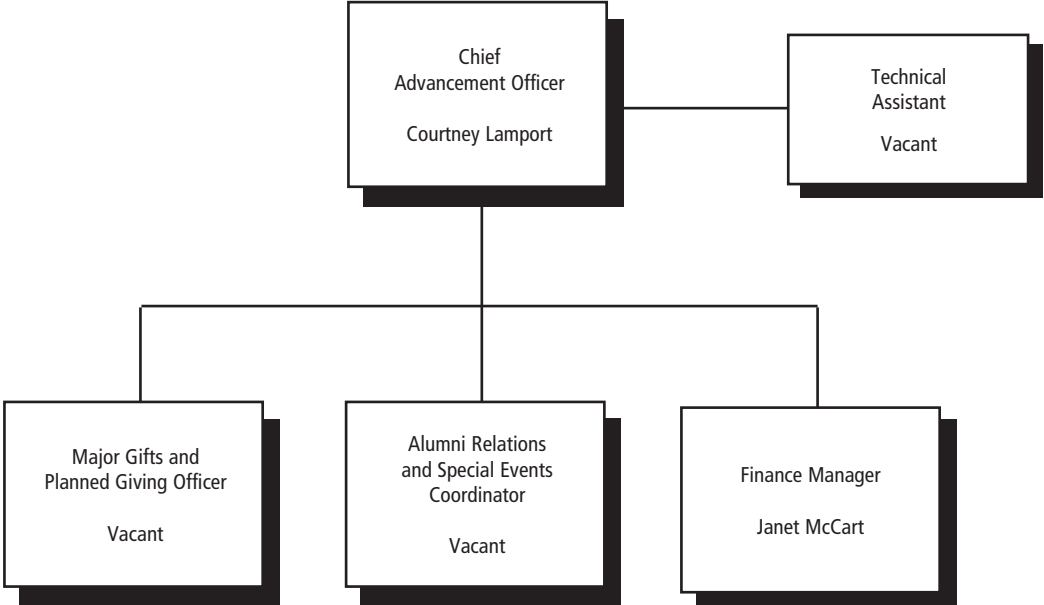 Chief
Advancement Officer
Courtney Lamport
Technical
Assistant
Vacant
Major Gifts and
Planned Giving Officer
Vacant
Alumni Relations
and Special Events
Coordinator
Vacant
Finance Manager
Janet McCart